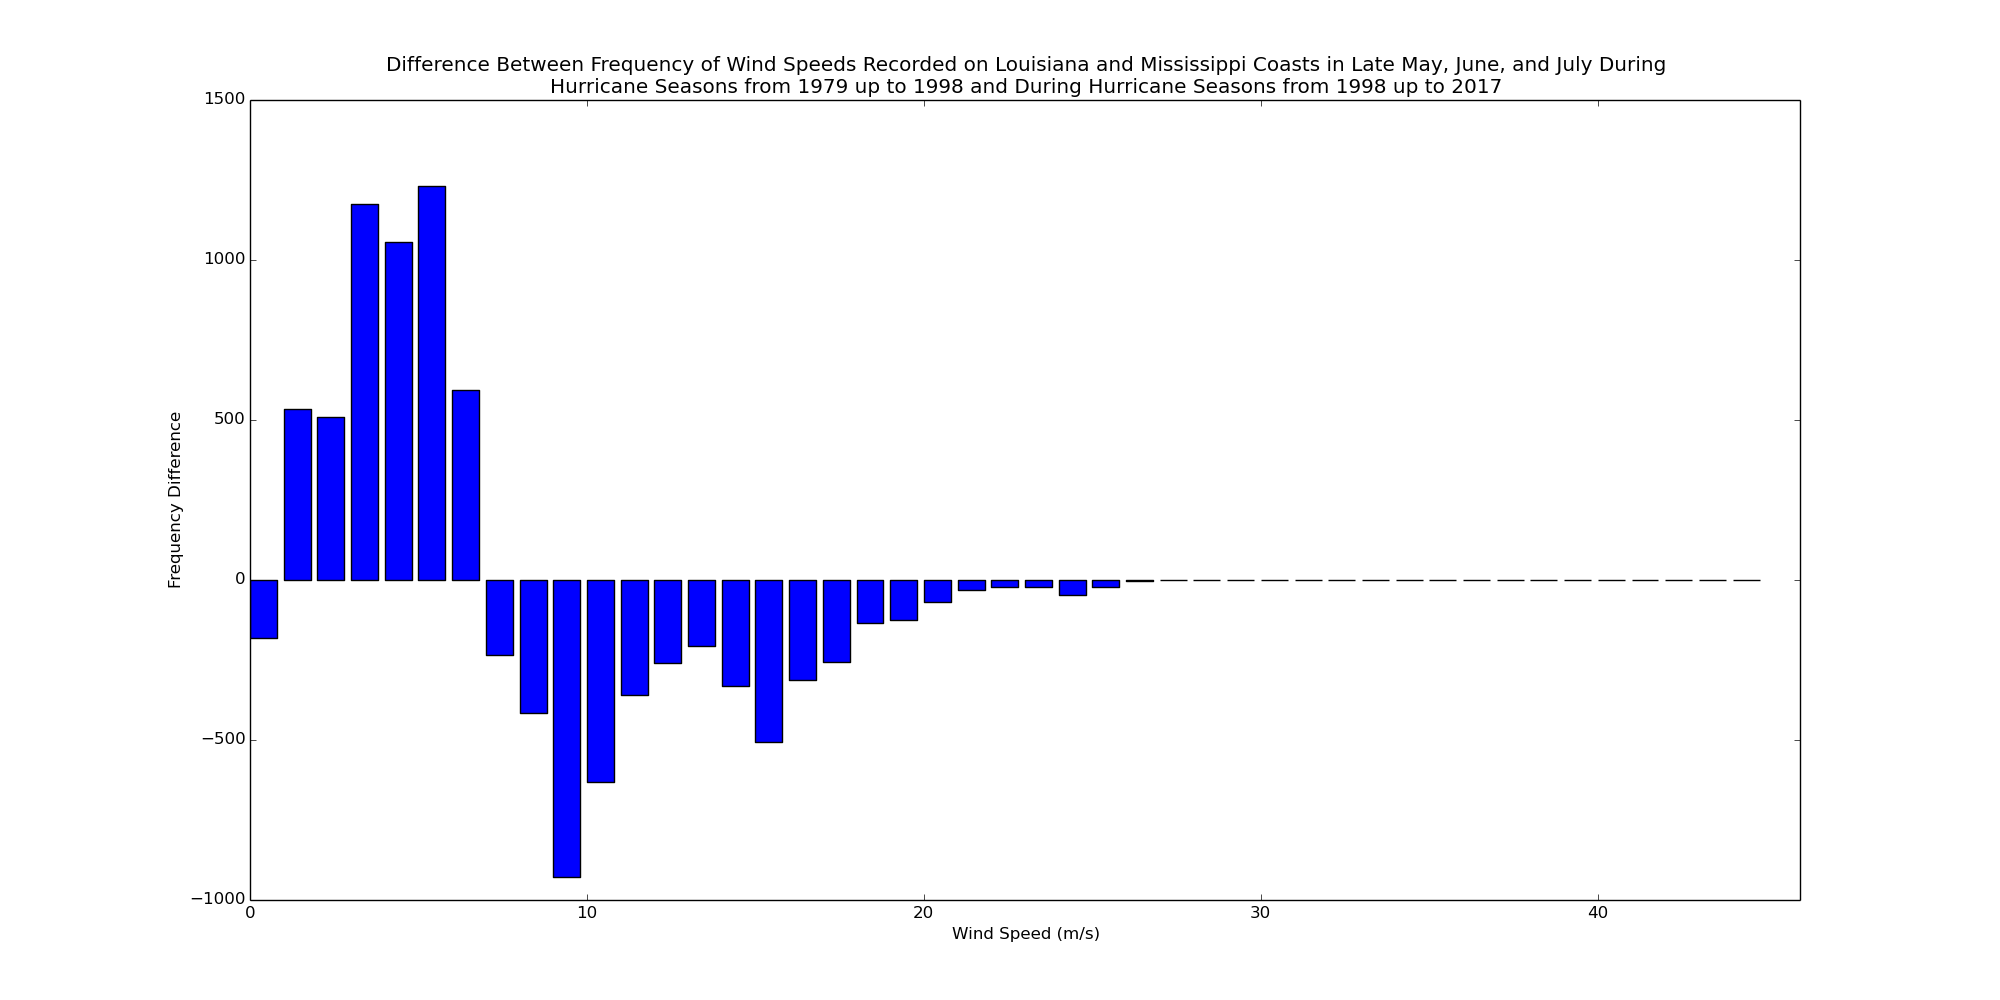 Difference Between Frequency of Wind Speeds Recorded on Louisiana and Mississippi Coasts in Late May, June, and July During
Hurricane Seasons from 1979 up to 1998 and During Hurricane Seasons from 1998 up to 2017
1500
1000
500
0
−500
−1000
Frequency Difference
0 10 20 30 40
Wind Speed (m/s)